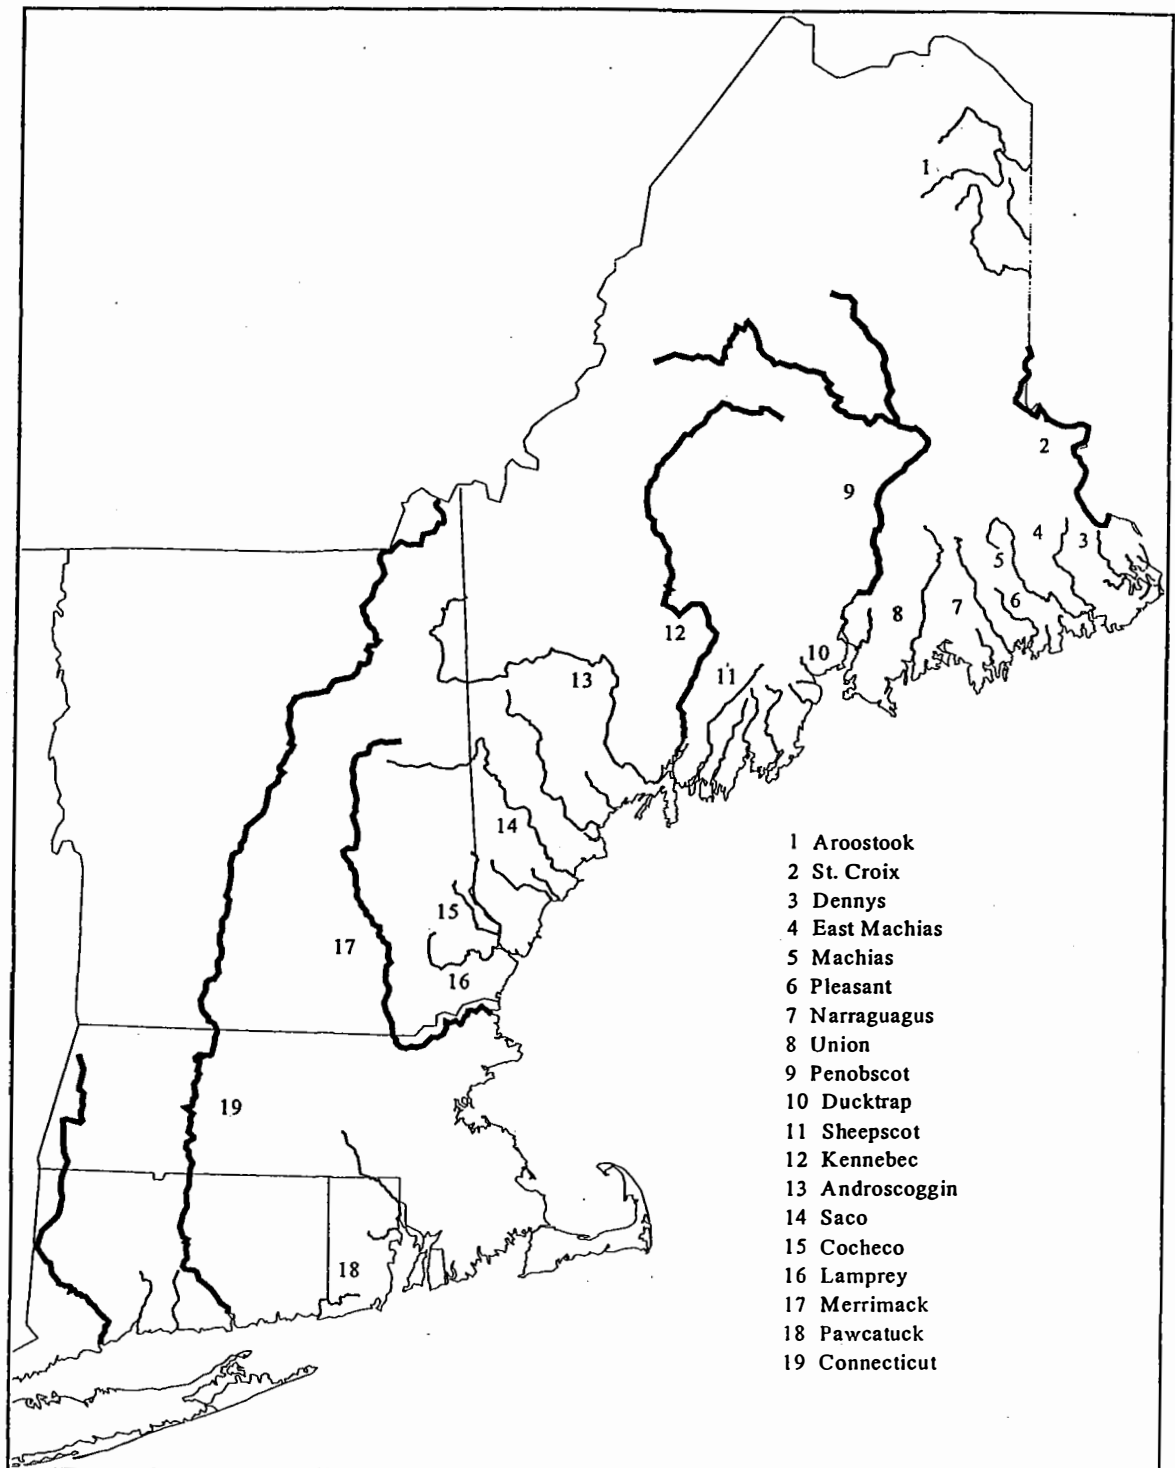 1
2
9
4
3
5
6
8
7
12
10
11
13
14
15
17
16
19
18
1 Aroostook
2 St. Croix
3 Dennys
4 East Machias
5 Machias
6 Pleasant
7 Narraguagus
8 Union
9 Penobscot
10 Ducktrap
11 Sheepscot
12 Kennebec
13 Androscoggin
14 Saco
15 Cocheco
16 Lamprey
17 Merrimack
18 Pawcatuck
19 Connecticut